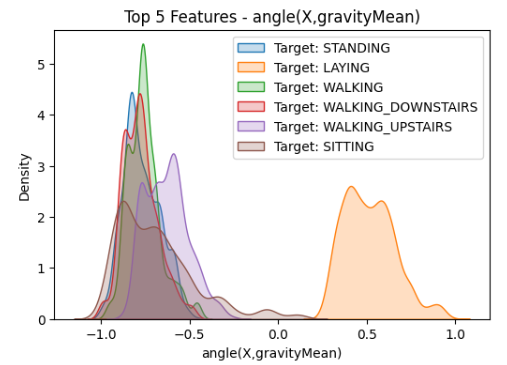 Top 5 Features - angle(X,gravityMean)
Target: STANDING
Target: LAYING
Target: WALKING
Target: WALKING_DOWNSTAIRS
Target: WALKING_UPSTAIRS
Target: SITTING
Density
5
4
3
2
1
0
−1.0 −0.5 0.0 0.5 1.0
angle(X,gravityMean)